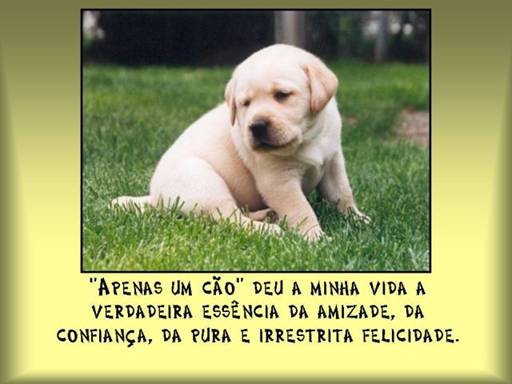 "Apenas um cão" deu a minha vida a
verdadeira essência da amizade, da
confiança, da pura e irrestrita felicidade.